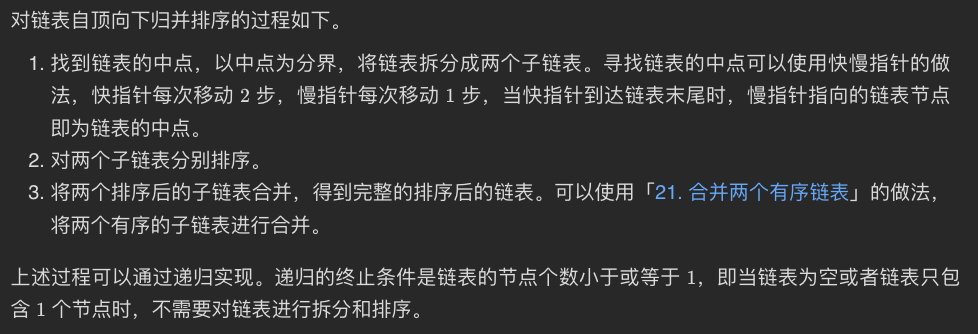 对链表自顶向下归并排序的过程如下。
1. 找到链表的中点，以中点为分界，将链表拆分成两个子链表。寻找链表的中点可以使用快慢指针的做
法，快指针每次移动 2 步，慢指针每次移动 1 步，当快指针到达链表末尾时，慢指针指向的链表节点
即为链表的中点。
2. 对两个子链表分别排序。
3. 将两个排序后的子链表合并，得到完整的排序后的链表。可以使用「21. 合并两个有序链表」的做法，
将两个有序的子链表进行合并。
上述过程可以通过递归实现。递归的终止条件是链表的节点个数小于或等于 1，即当链表为空或者链表只包
含 1 个节点时，不需要对链表进行拆分和排序。